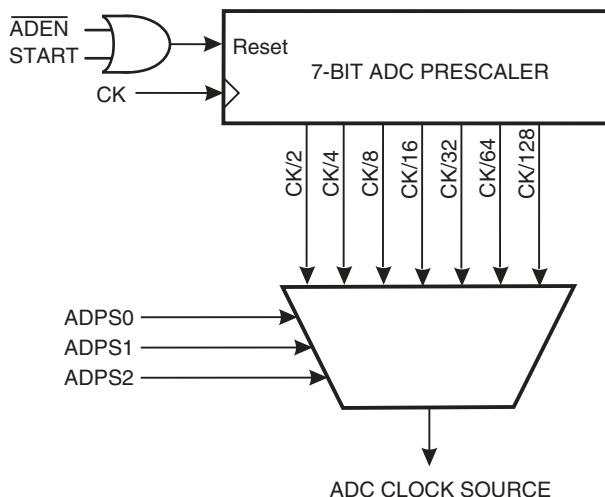 ADEN
START
Reset
7-BIT ADC PRESCALER
CK
CK/2
CK/4
CK/8
CK/16
CK/32
CK/64
CK/128
ADPS0
ADPS1
ADPS2
ADC CLOCK SOURCE